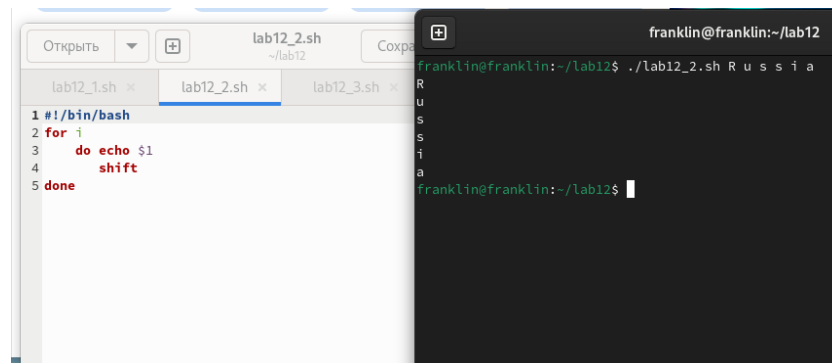 Открыть
lab12_2.sh
~/lab12
Сохра
lab12_1.sh × lab12_2.sh × lab12_3.sh ×
1 #!/bin/bash
2 for i
3 do echo $1
4 shift
5 done
franklin@franklin:~/lab12
franklin@franklin:~/lab12$ ./lab12_2.sh R u s s i a
R
u
s
s
i
a
franklin@franklin:~/lab12$